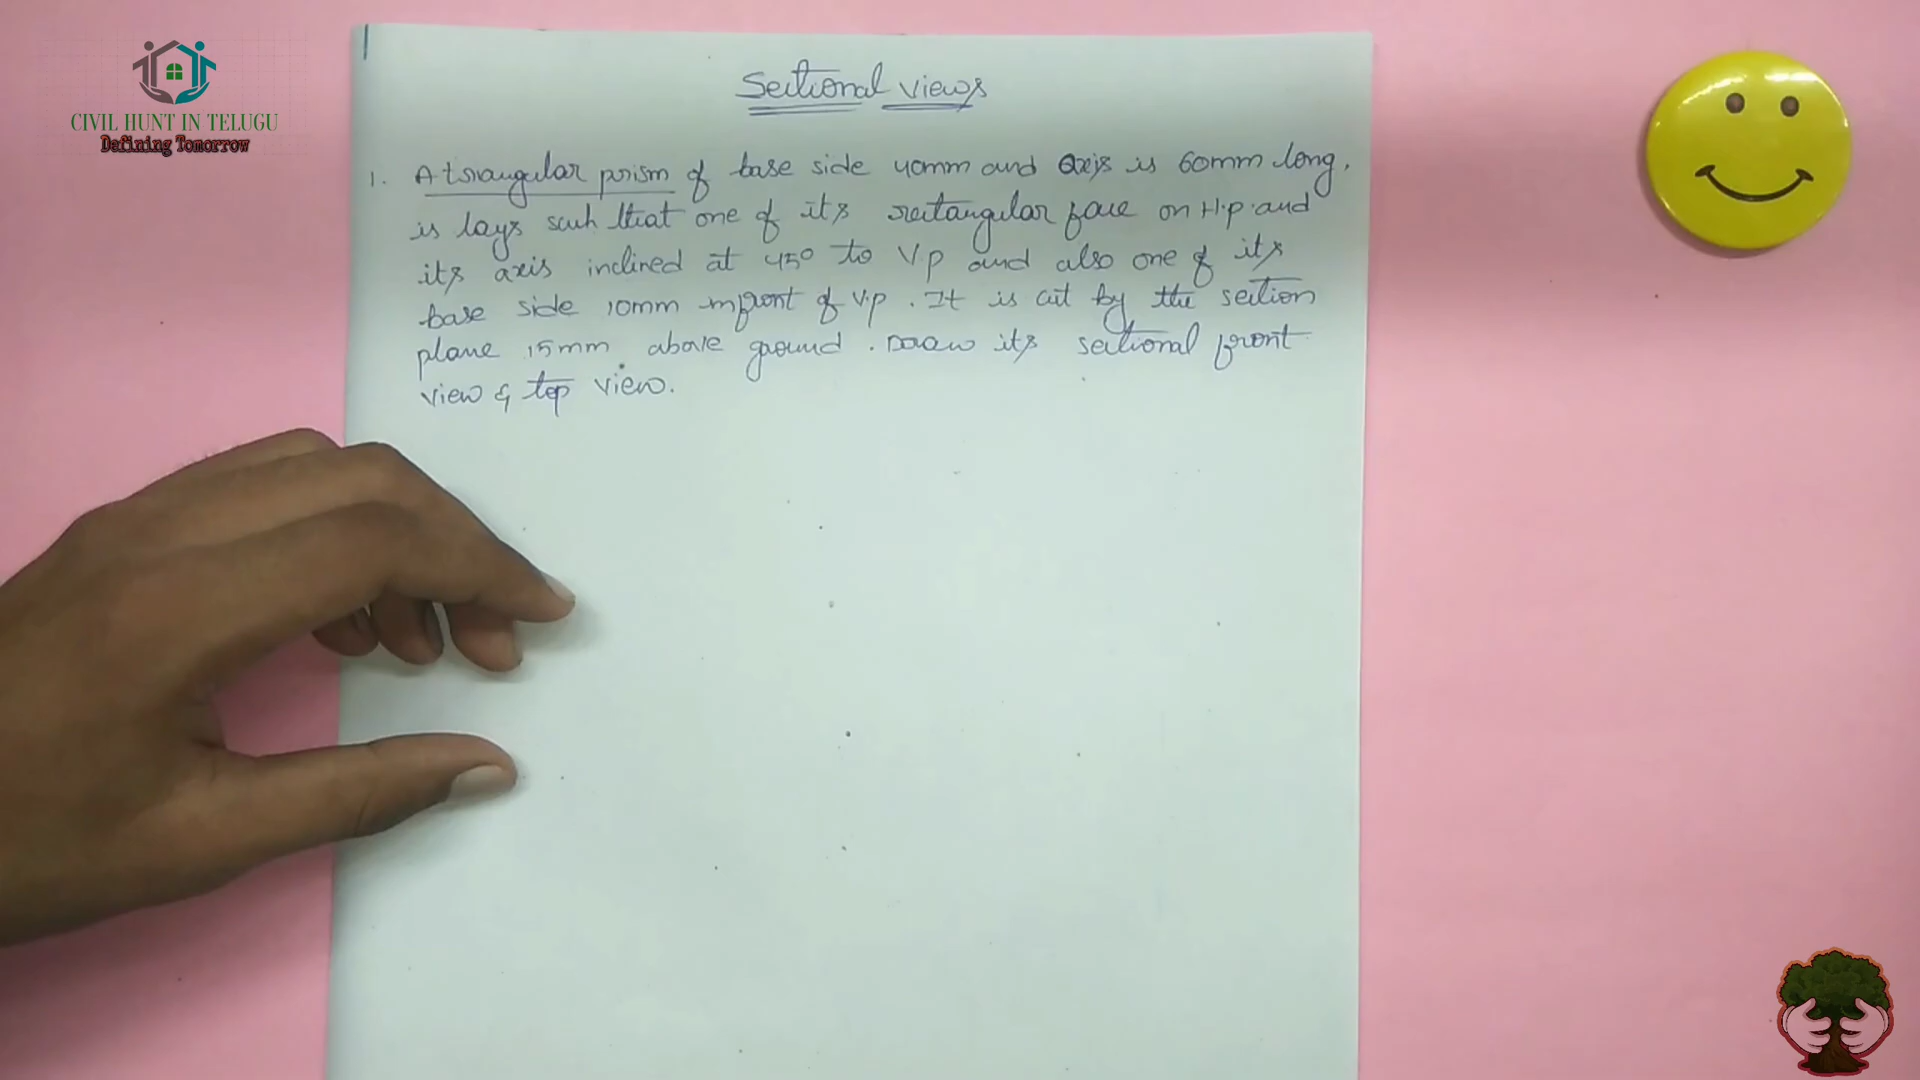 CIVIL HUNT IN TELUGU
Defining Tomorrow
Sectional views
1. A triangular prism of base side 40mm and Axis is 60mm long,
is lays such that one of its rectangular face on H.p. and
its axis inclined at 45° to V.p and also one of its
base side 10mm infront of V.p. It is cut by the section
plane 15mm above ground. Draw its sectional front
view & top view.